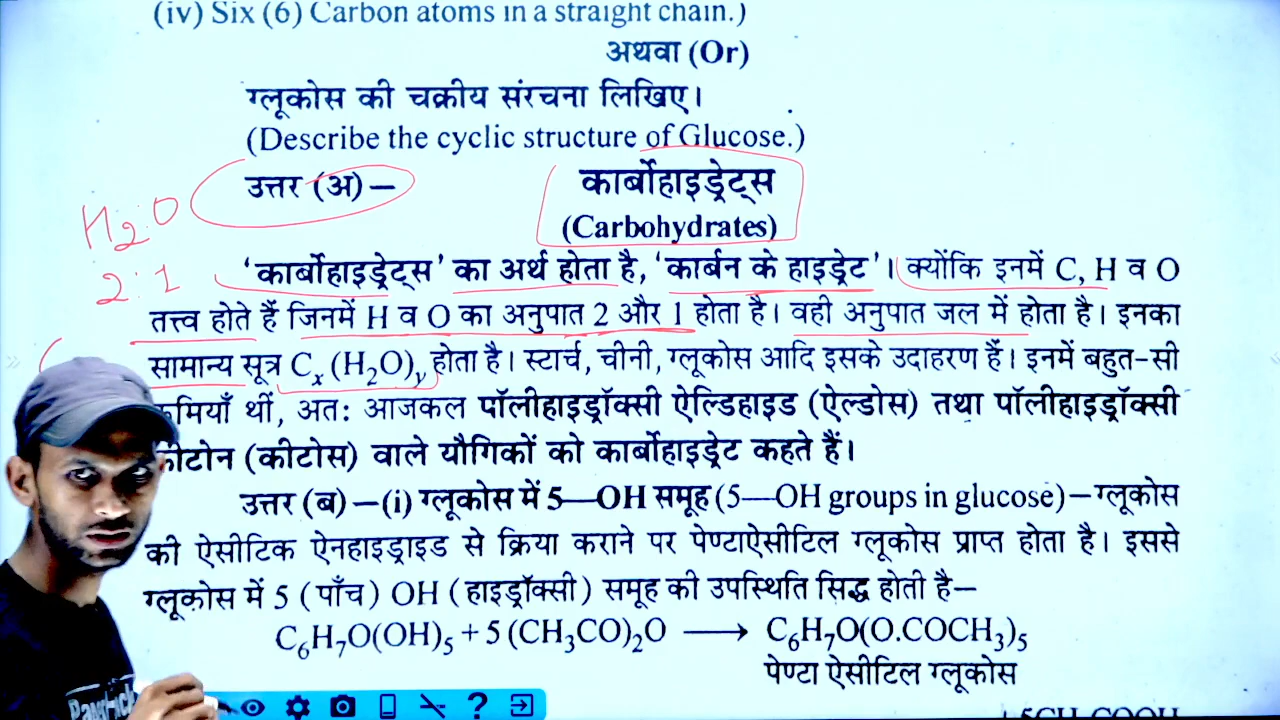 (iv) Six (6) Carbon atoms in a straight chain.)
अथवा (Or)
ग्लूकोस की चक्रीय संरचना लिखिए।
(Describe the cyclic structure of Glucose.)
उत्तर (अ)— कार्बोहाइड्रेट्स
(Carbohydrates)
H2:O
2:1
'कार्बोहाइड्रेट्स' का अर्थ होता है, 'कार्बन के हाइड्रेट'। क्योंकि इनमें C, H व O
तत्त्व होते हैं जिनमें H व O का अनुपात 2 और 1 होता है। वही अनुपात जल में होता है। इनका
सामान्य सूत्र Cx(H2O)y होता है। स्टार्च, चीनी, ग्लूकोस आदि इसके उदाहरण हैं। इनमें बहुत-सी
थीं, अतः आजकल पॉलीहाइड्रॉक्सी ऐल्डिहाइड (ऐल्डोस) तथा पॉलीहाइड्रॉक्सी
(कीटोस) वाले यौगिकों को कार्बोहाइड्रेट कहते हैं।
उत्तर (ब)—(i) ग्लूकोस में 5—OH समूह (5—OH groups in glucose)—ग्लूकोस
की ऐसीटिक ऐनहाइड्राइड से क्रिया कराने पर पेण्टाऐसीटिल ग्लूकोस प्राप्त होता है। इससे
ग्लूकोस में 5 (पाँच) OH (हाइड्रॉक्सी) समूह की उपस्थिति सिद्ध होती है—
C6H7O(OH)5 + 5(CH3CO)2O ⟶ C6H7O(O.COCH3)5
पेण्टा ऐसीटिल ग्लूकोस